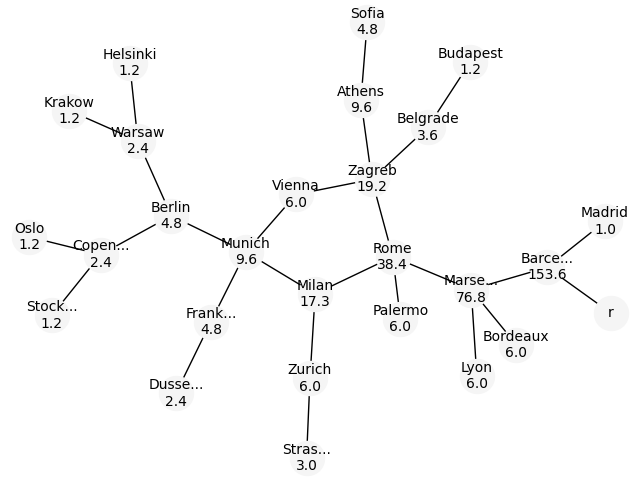 Sofia
4.8
Helsinki
1.2
Budapest
1.2
Krakow
1.2
Athens
9.6
Warsaw
2.4
Belgrade
3.6
Zagreb
19.2
Vienna
6.0
Madrid
1.0
Berlin
4.8
Oslo
1.2
Copen...
2.4
Munich
9.6
Rome
38.4
Barce...
153.6
Milan
17.3
Marse...
76.8
Stock...
1.2
Frank...
4.8
Palermo
6.0
r
Bordeaux
6.0
Zurich
6.0
Lyon
6.0
Dusse...
2.4
Stras...
3.0